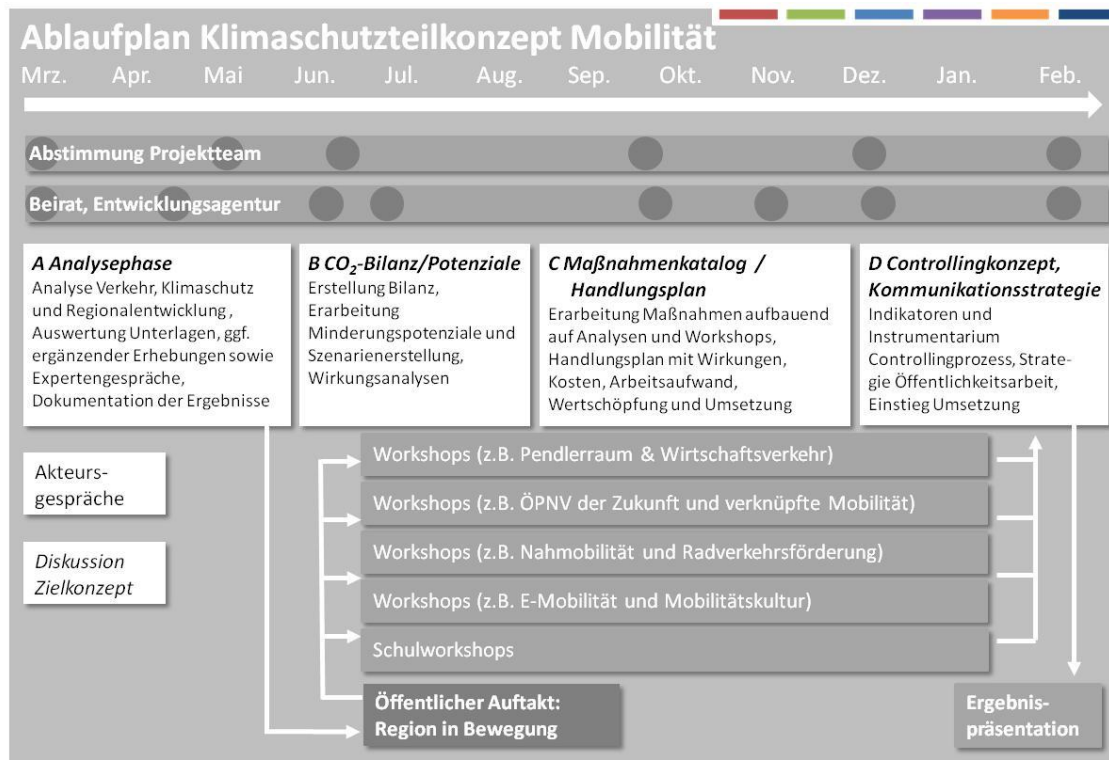 Ablaufplan Klimaschutzteilkonzept Mobilität
Mrz. Apr. Mai Jun. Jul. Aug. Sep. Okt. Nov. Dez. Jan. Feb.
Abstimmung Projektteam
Beirat, Entwicklungsagentur
A Analysephase
Analyse Verkehr, Klimaschutz
und Regionalentwicklung ,
Auswertung Unterlagen, ggf.
ergänzender Erhebungen sowie
Expertengespräche,
Dokumentation der Ergebnisse
B CO₂-Bilanz/Potenziale
Erstellung Bilanz,
Erarbeitung
Minderungspotenziale und
Szenarienerstellung,
Wirkungsanalysen
C Maßnahmenkatalog /
Handlungsplan
Erarbeitung Maßnahmen aufbauend
auf Analysen und Workshops,
Handlungsplan mit Wirkungen,
Kosten, Arbeitsaufwand,
Wertschöpfung und Umsetzung
D Controllingkonzept,
Kommunikationsstrategie
Indikatoren und
Instrumentarium
Controllingprozess, Strate-
gie Öffentlichkeitsarbeit,
Einstieg Umsetzung
Akteurs-
gespräche
Diskussion
Zielkonzept
Workshops (z.B. Pendlerraum & Wirtschaftsverkehr)
Workshops (z.B. ÖPNV der Zukunft und verknüpfte Mobilität)
Workshops (z.B. Nahmobilität und Radverkehrsförderung)
Workshops (z.B. E-Mobilität und Mobilitätskultur)
Schulworkshops
Öffentlicher Auftakt:
Region in Bewegung
Ergebnis-
präsentation